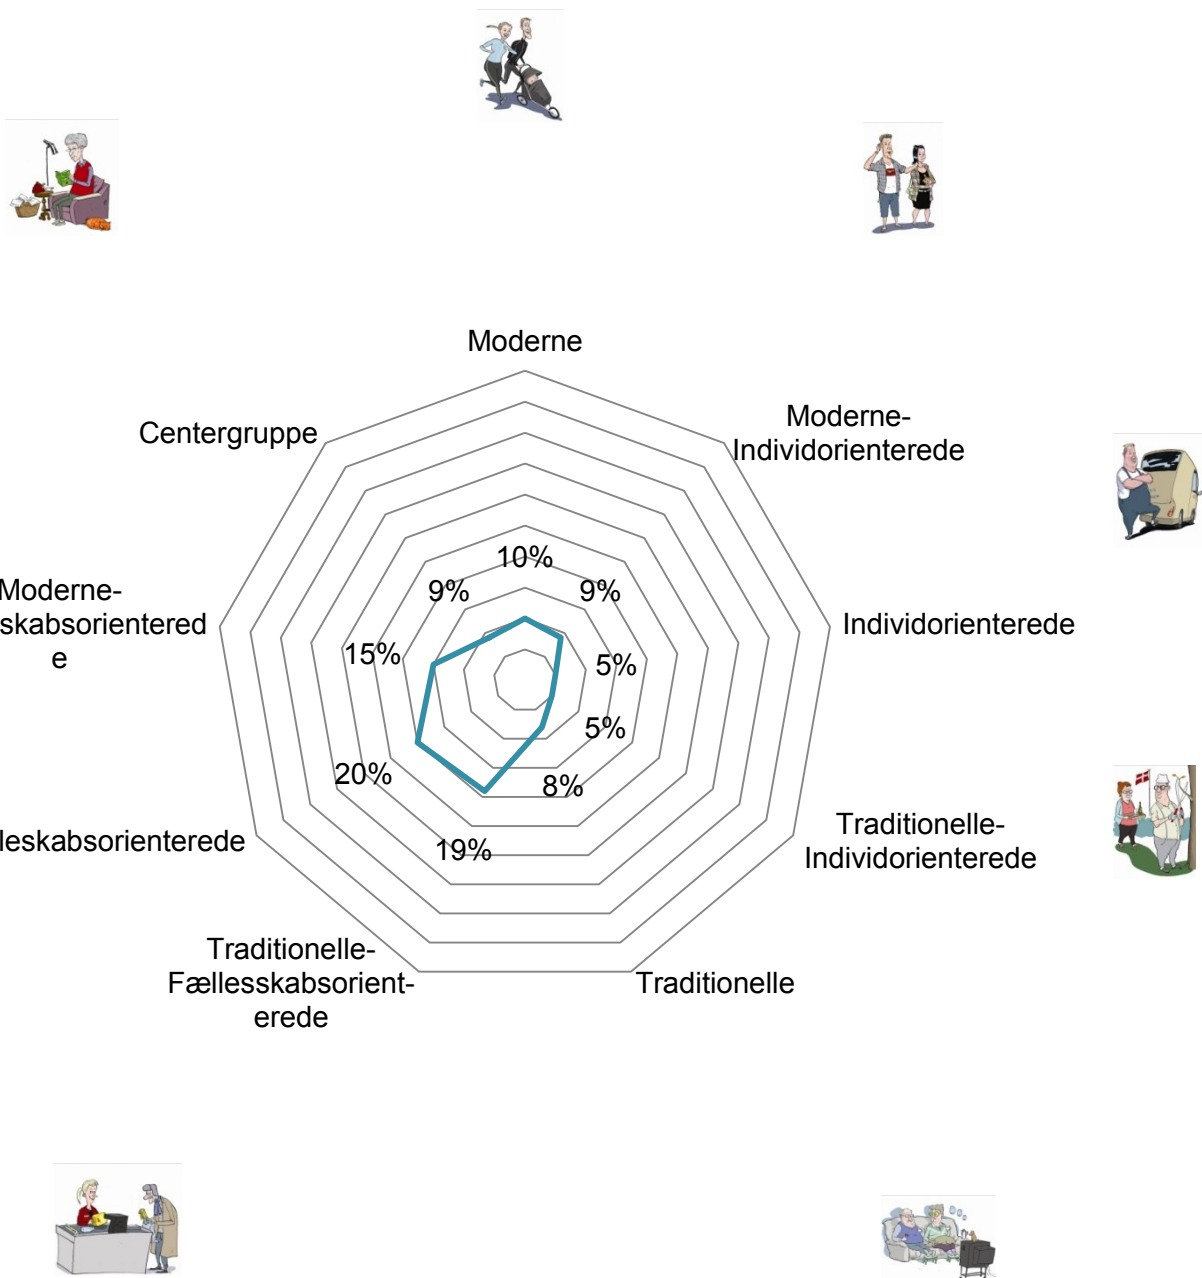 Moderne
Moderne-
Individorienterede
Centergruppe
10%
9%
9%
Moderne-
skabsorientered
e
Individorienterede
15%
5%
5%
20%
8%
leskabsorienterede
19%
Traditionelle-
Individorienterede
Traditionelle-
Fællesskabsorient-
erede
Traditionelle